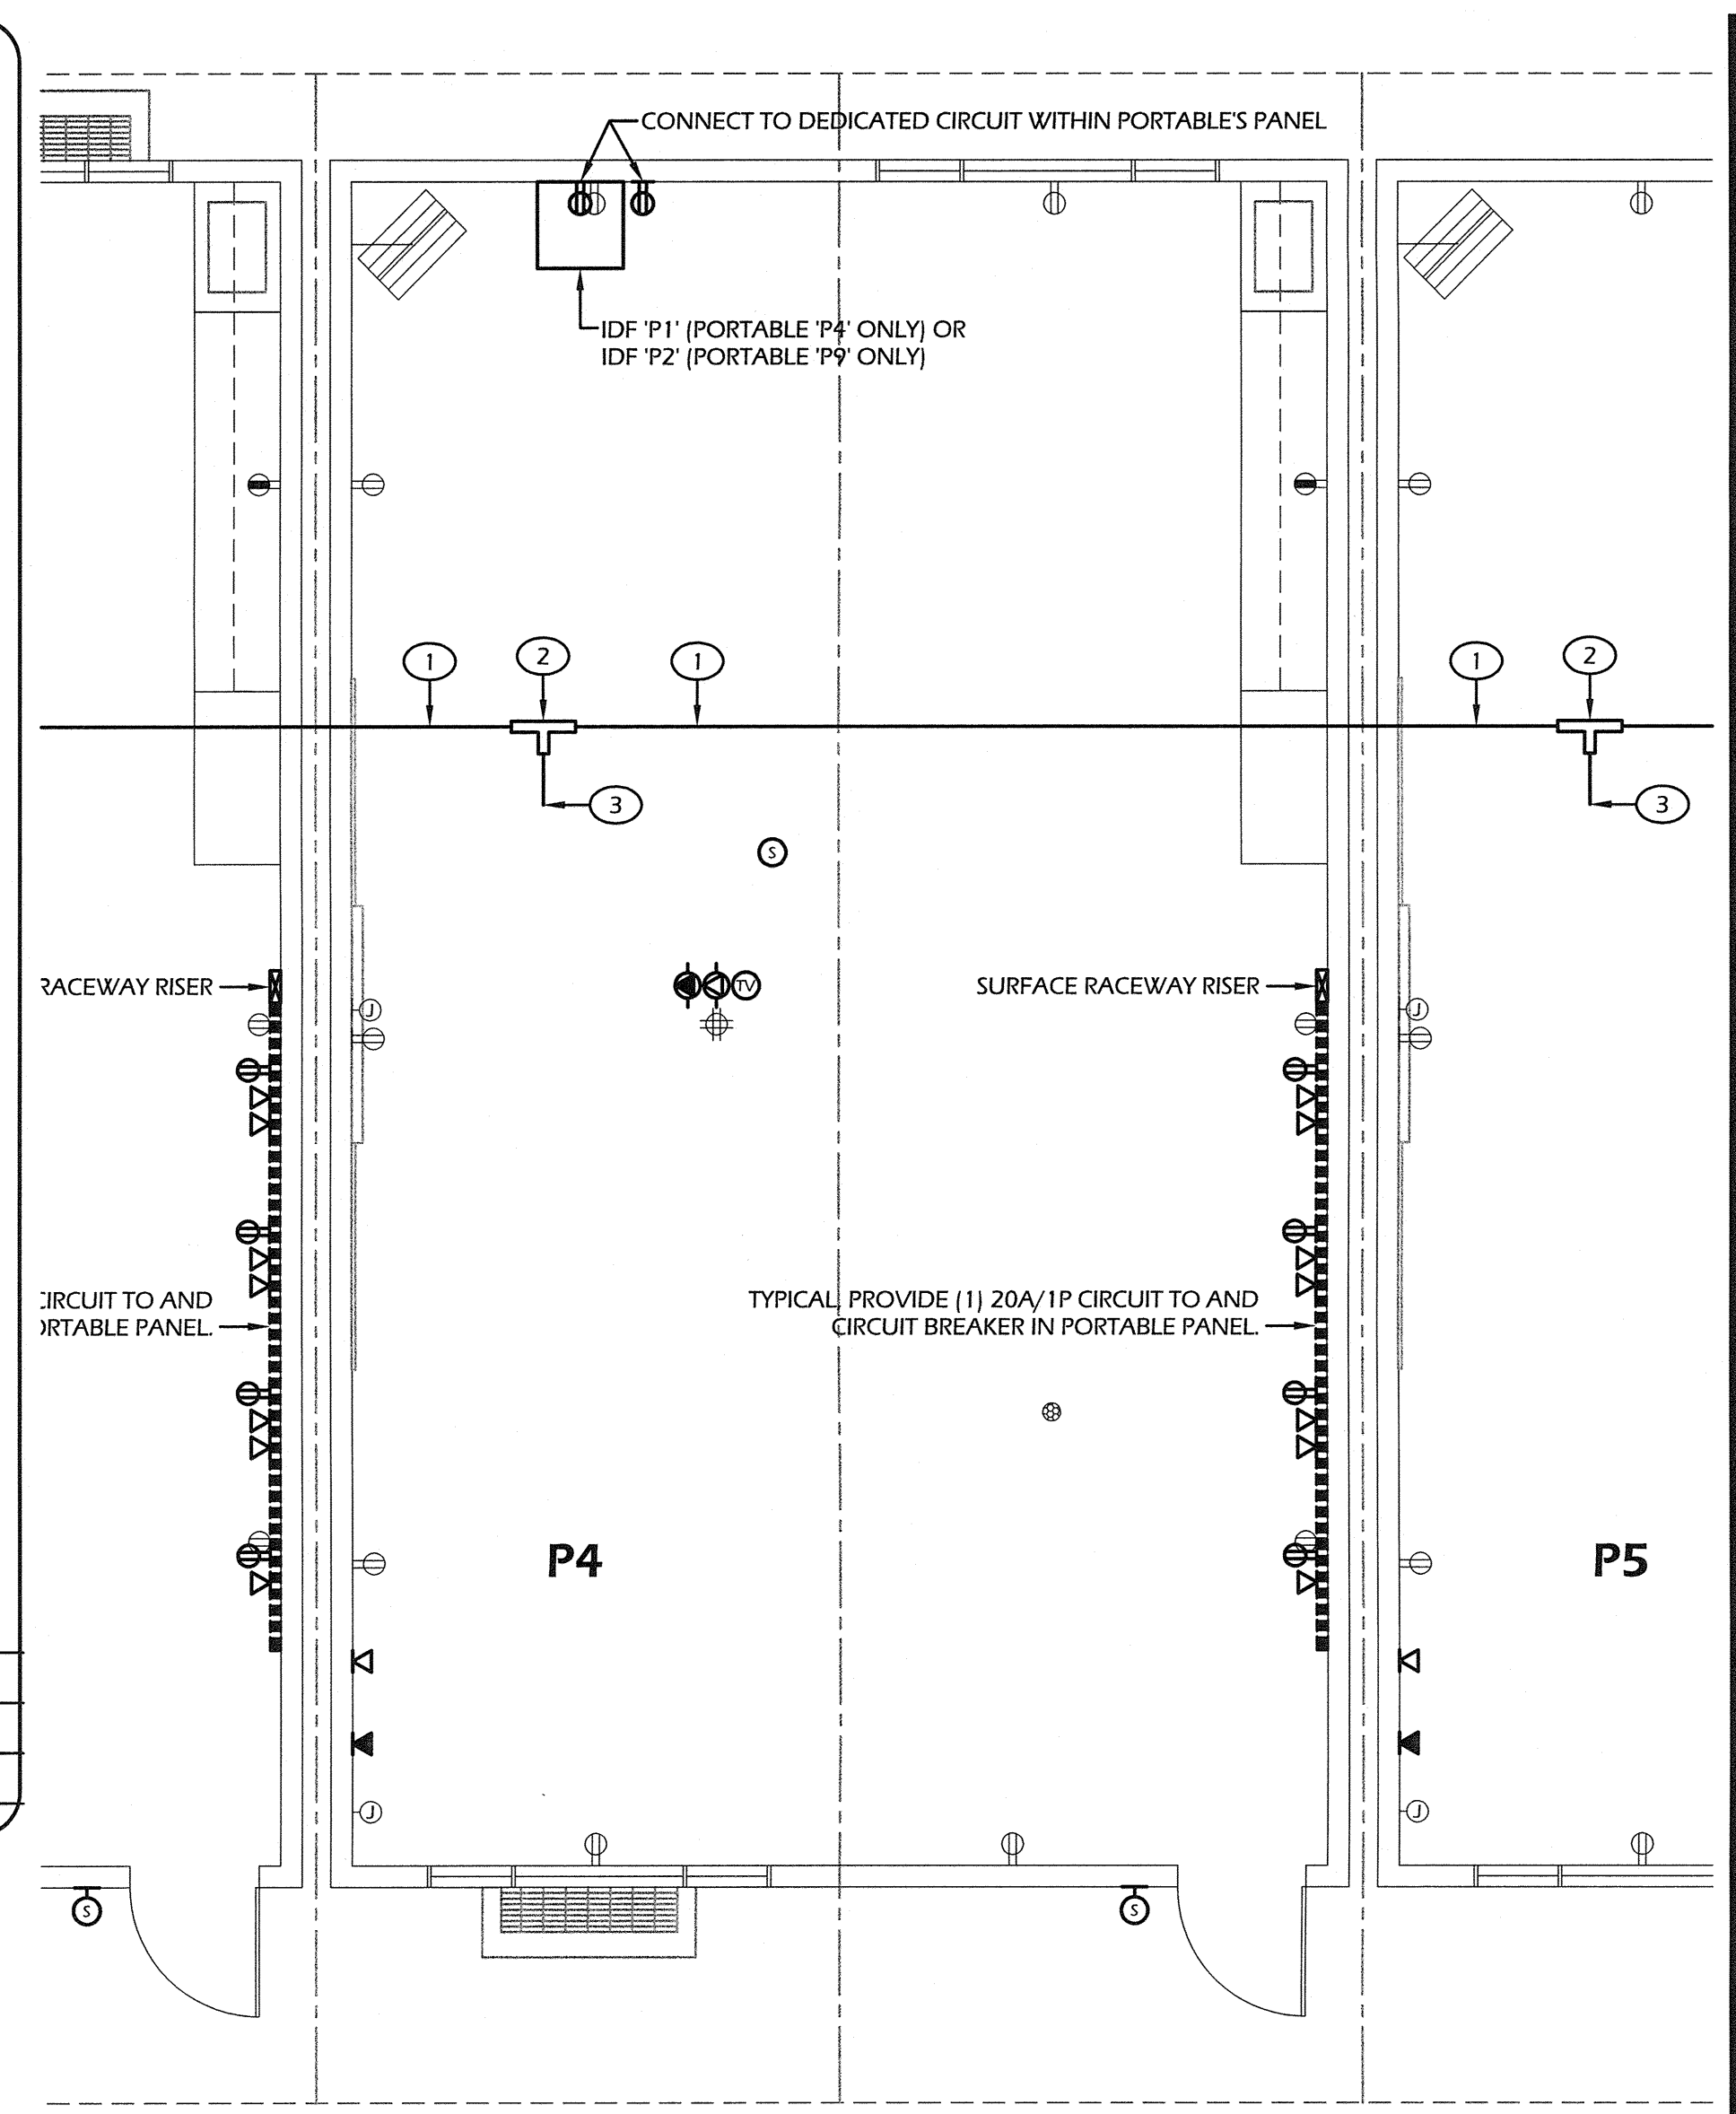 CONNECT TO DEDICATED CIRCUIT WITHIN PORTABLE'S PANEL
IDF 'P1' (PORTABLE 'P4' ONLY) OR
IDF 'P2' (PORTABLE 'P9' ONLY)
1
2
1
1
2
3
3
S
RACEWAY RISER
TV
SURFACE RACEWAY RISER
J
J
CIRCUIT TO AND
PORTABLE PANEL.
TYPICAL, PROVIDE (1) 20A/1P CIRCUIT TO AND
CIRCUIT BREAKER IN PORTABLE PANEL.
P4
P5
J
J
S
S